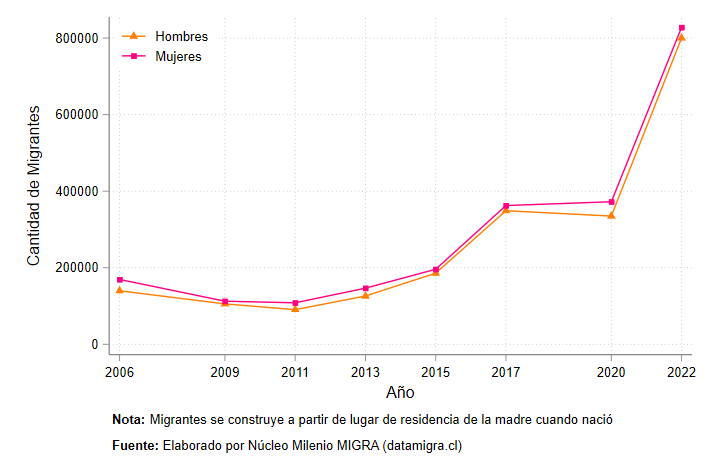 Hombres
Mujeres
Cantidad de Migrantes
800000
600000
400000
200000
0
2006 2009 2011 2013 2015 2017 2020 2022
Año
Nota: Migrantes se construye a partir de lugar de residencia de la madre cuando nació
Fuente: Elaborado por Núcleo Milenio MIGRA (datamigra.cl)